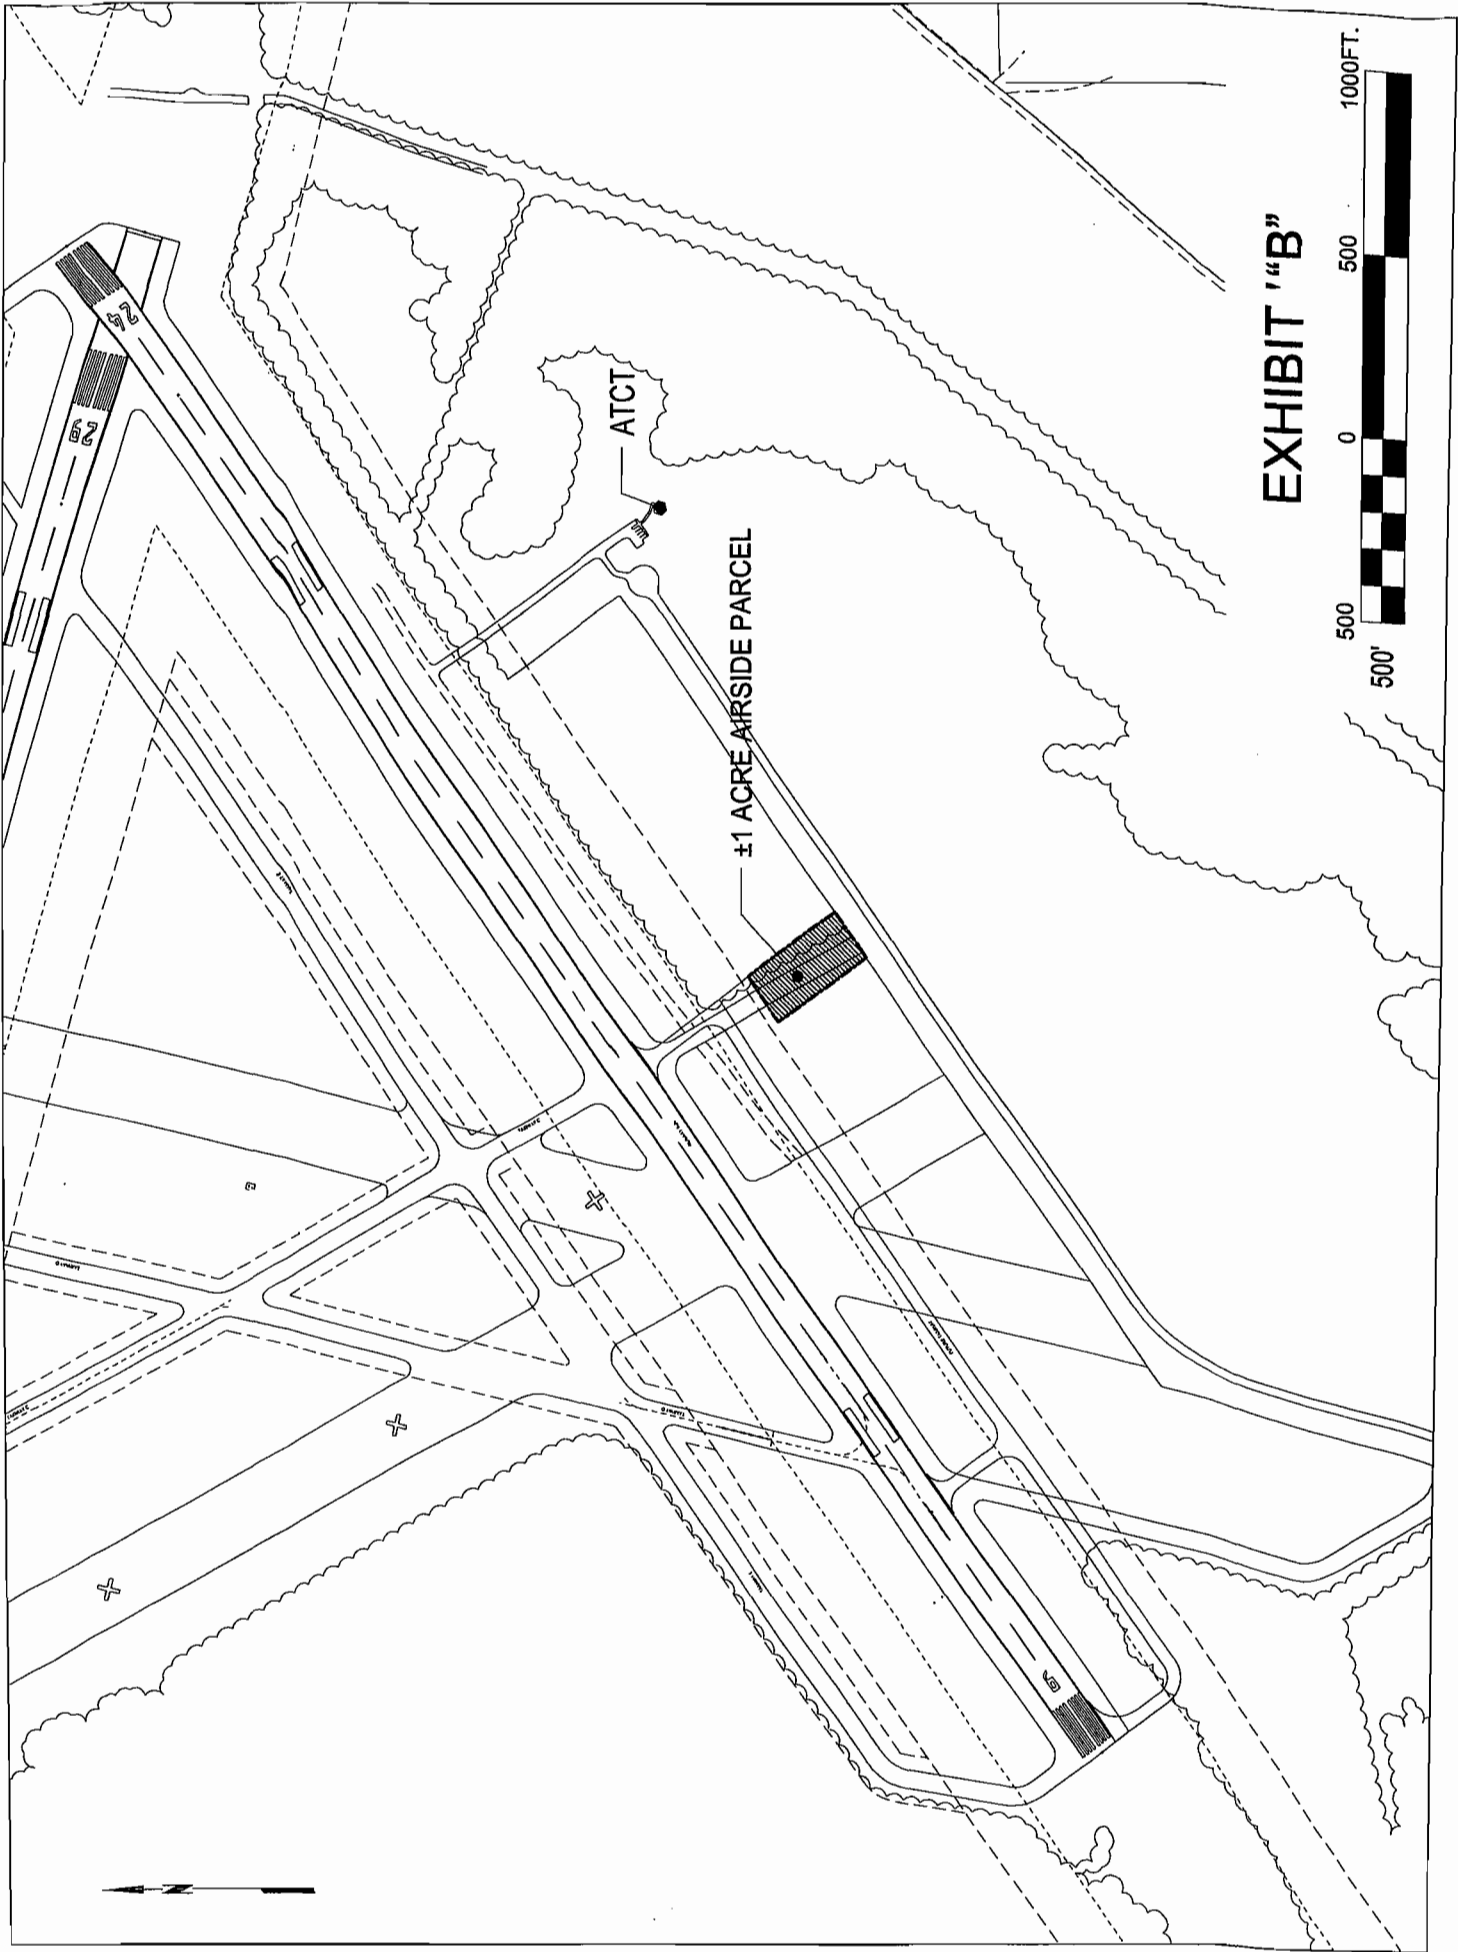 24
29
ATCT
±1 ACRE AIRSIDE PARCEL
6
N
EXHIBIT '“B”
500 0 500 1000FT.
500'